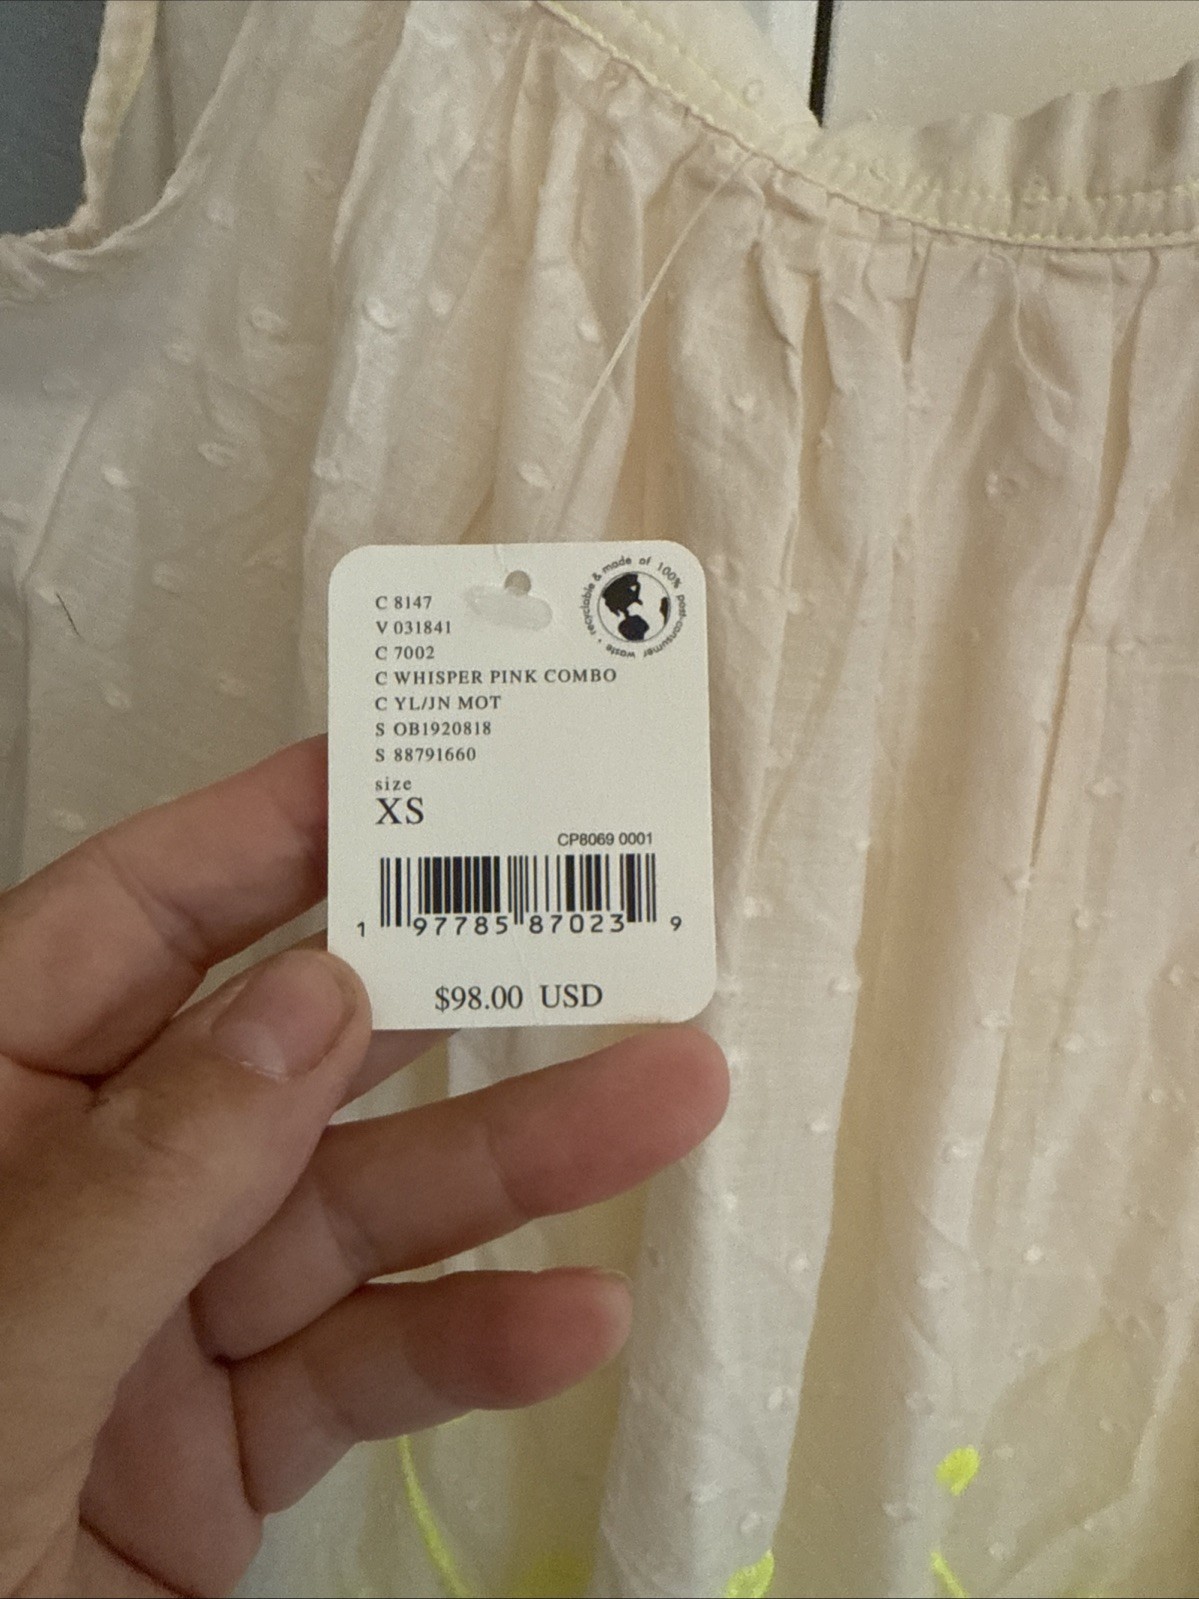 recyclable & made of 100% post-consumer waste •
C 8147
V 031841
C 7002
C WHISPER PINK COMBO
C YL/JN MOT
S OB1920818
S 88791660
size
XS
CP8069 0001
1 97785 87023 9
$98.00 USD